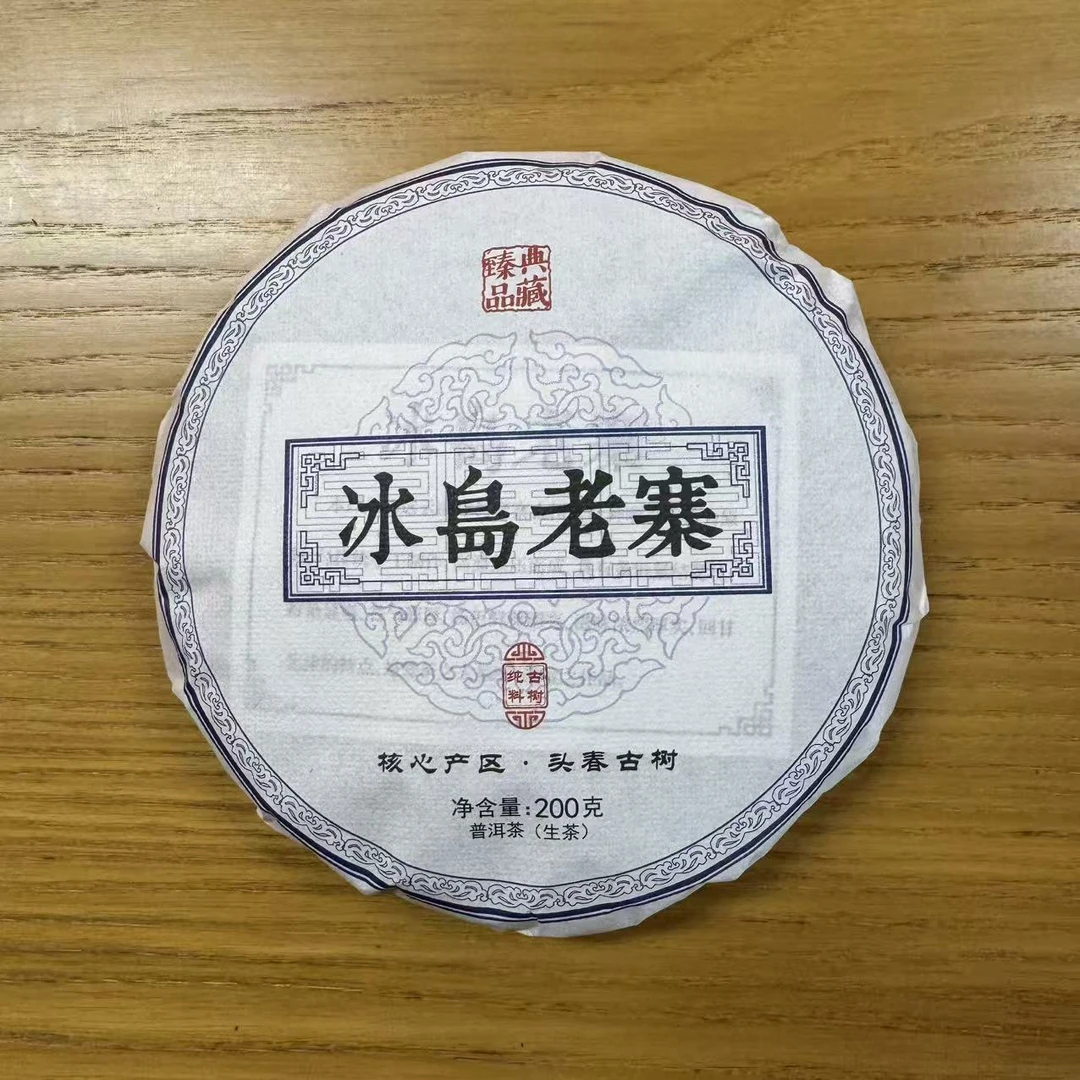 典藏
臻品
冰島老寨
古树
纯料
核心产区·头春古树
净含量:200克
普洱茶（生茶）